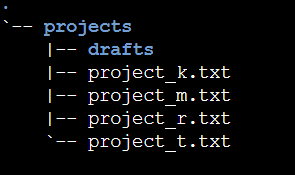 .
`-- projects
    |-- drafts
    |-- project_k.txt
    |-- project_m.txt
    |-- project_r.txt
    `-- project_t.txt